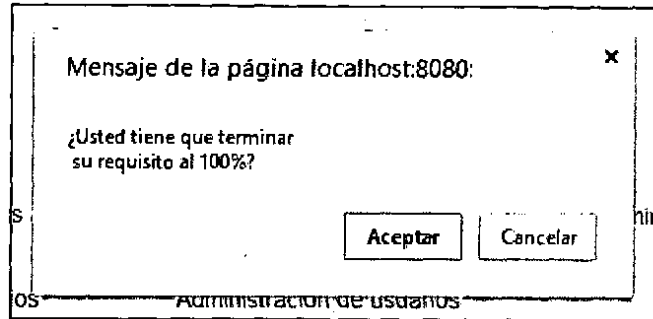 Mensaje de la página localhost:8080:
x
¿Usted tiene que terminar
su requisito al 100%?
Aceptar
Cancelar
Administración de usuarios